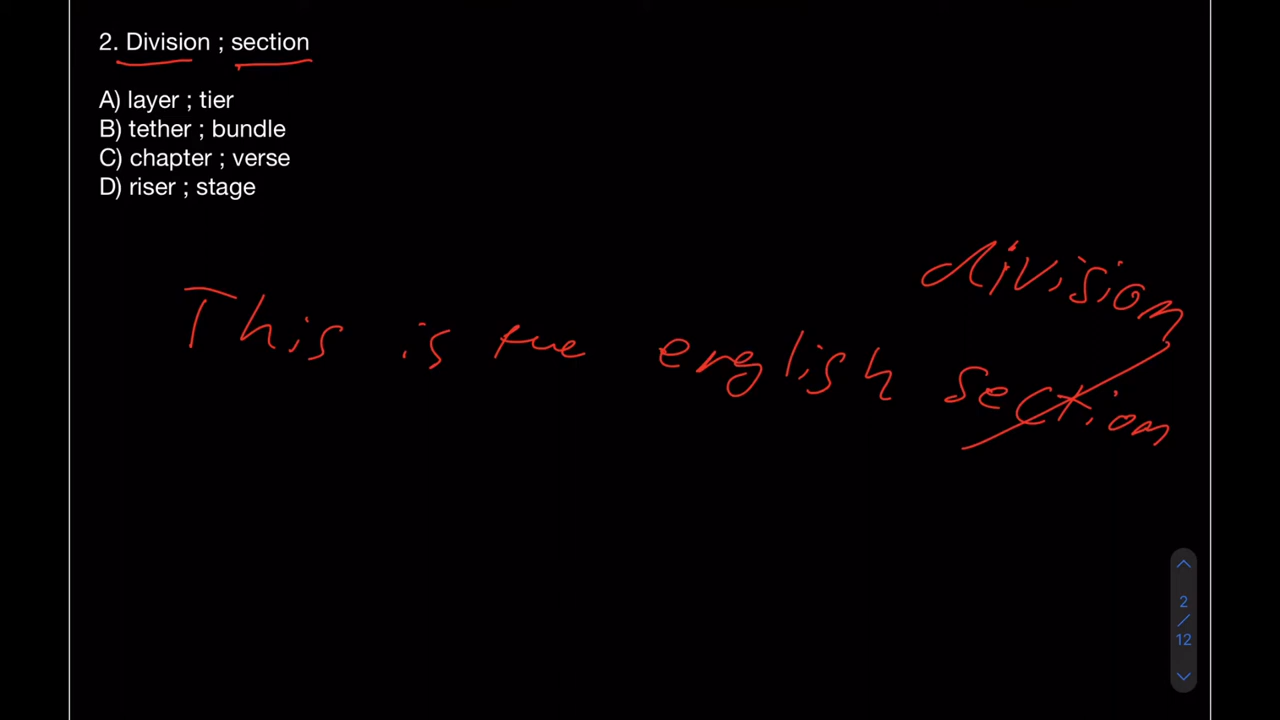 2. Division ; section
A) layer ; tier
B) tether ; bundle
C) chapter ; verse
D) riser ; stage
division
This is the english section
2
/
12